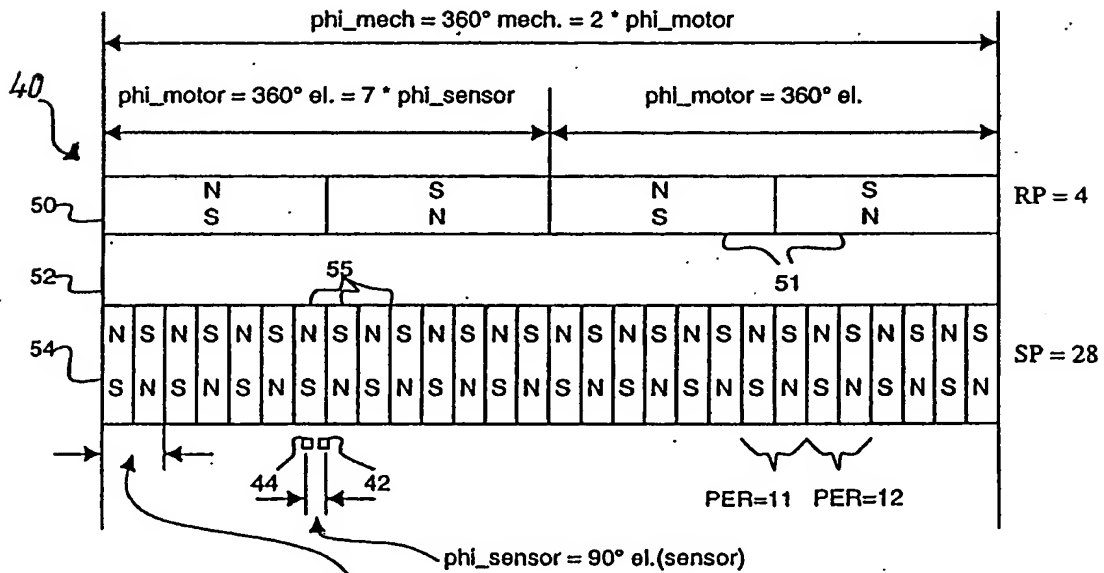 phi_mech = 360° mech. = 2 * phi_motor
40
phi_motor = 360° el. = 7 * phi_sensor phi_motor = 360° el.
N S N S
50 S N S N RP = 4
52 55 51
N S N S N S N S N S N S N S N S N S N S N S N S N S N S
54 SP = 28
S N S N S N S N S N S N S N S N S N S N S N S N S N S N
44 42 PER=11 PER=12
phi_sensor = 90° el.(sensor)